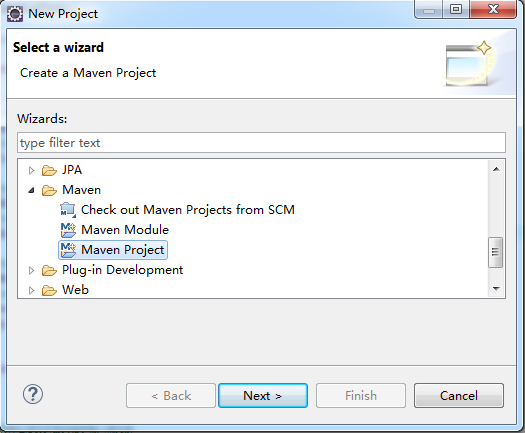 New Project
Select a wizard
Create a Maven Project
Wizards:
type filter text
JPA
Maven
Check out Maven Projects from SCM
Maven Module
Maven Project
Plug-in Development
Web
< Back
Next >
Finish
Cancel